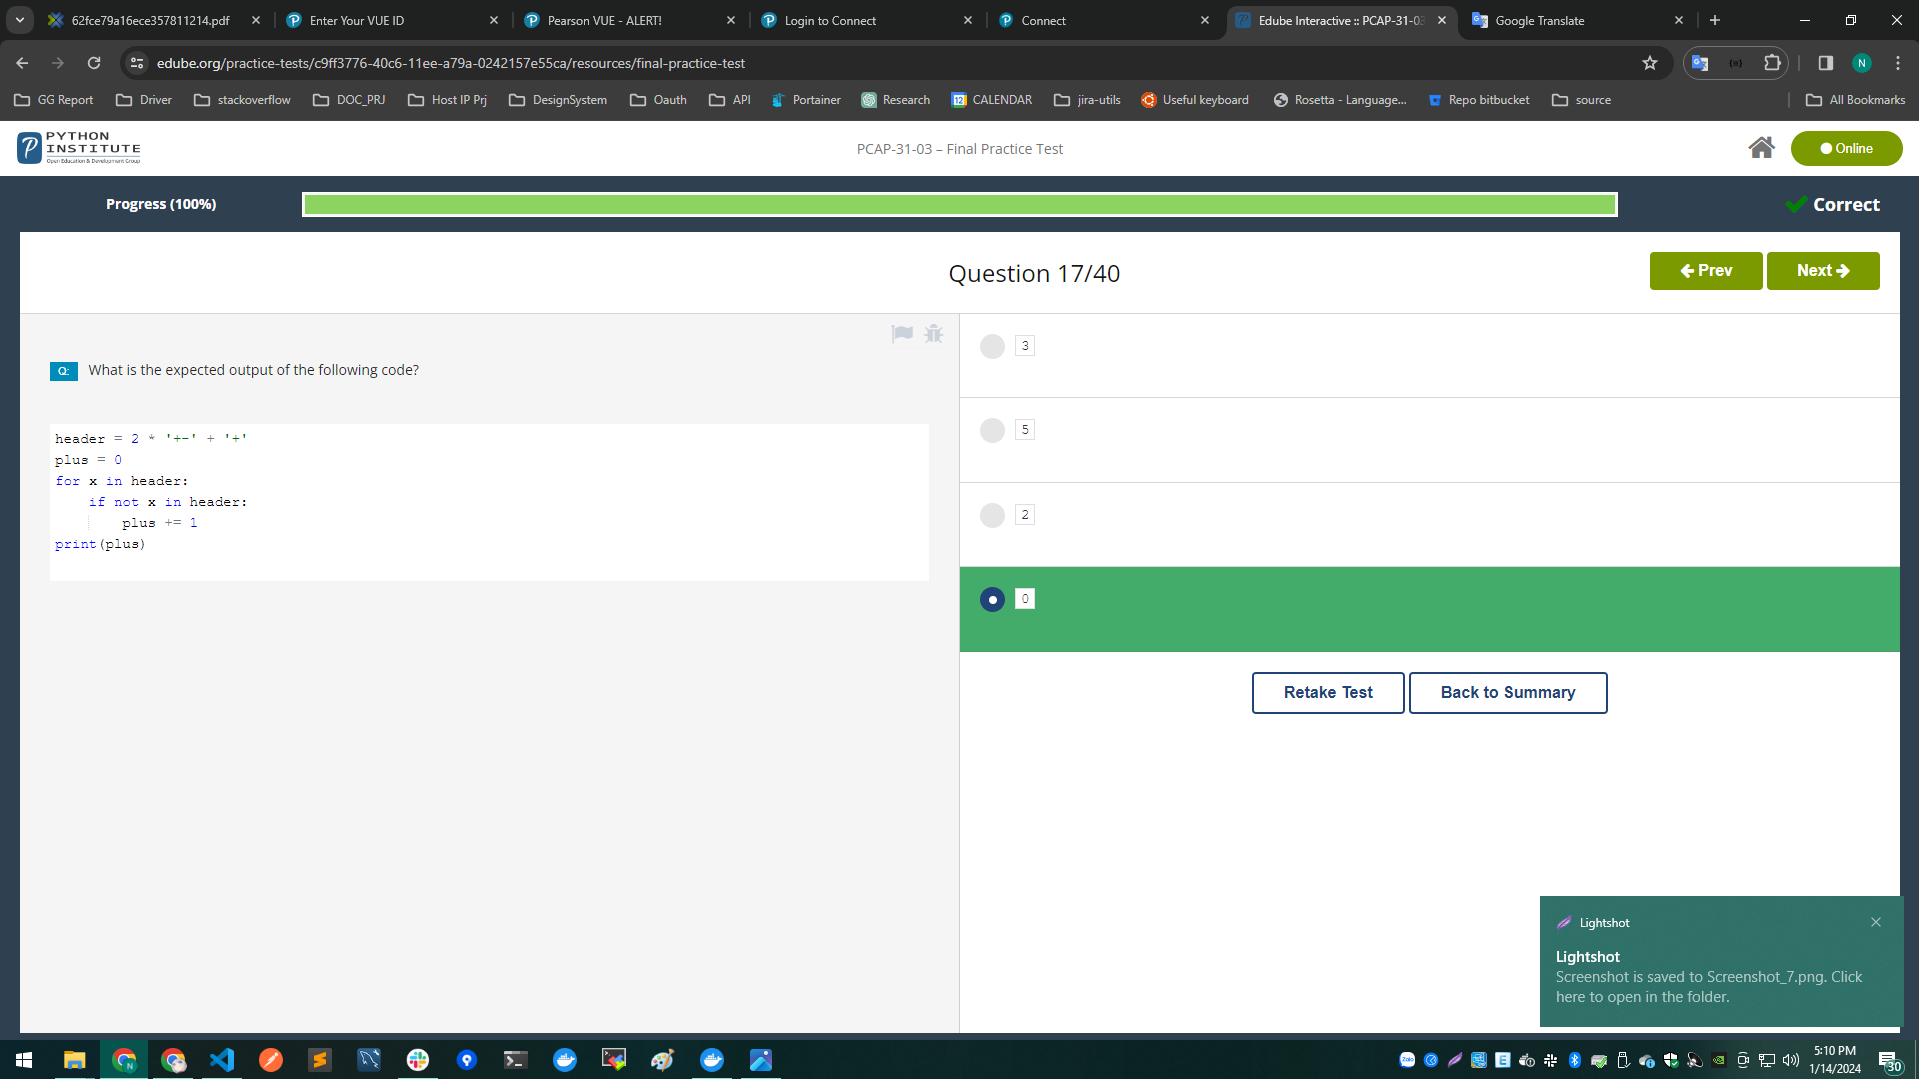 62fce79a16ece357811214.pdf
Enter Your VUE ID
Pearson VUE - ALERT!
Login to Connect
Connect
Edube Interactive :: PCAP-31-03
Google Translate
edube.org/practice-tests/c9ff3776-40c6-11ee-a79a-0242157e55ca/resources/final-practice-test
N
GG Report
Driver
stackoverflow
DOC_PRJ
Host IP Prj
DesignSystem
Oauth
API
Portainer
Research
CALENDAR
jira-utils
Useful keyboard
Rosetta - Language...
Repo bitbucket
source
All Bookmarks
PYTHON
INSTITUTE
Open Education & Development Group
PCAP-31-03 – Final Practice Test
Online
Progress (100%)
Correct
Question 17/40
Prev
Next
Q: What is the expected output of the following code?
header = 2 * '+-' + '+'
plus = 0
for x in header:
    if not x in header:
        plus += 1
print(plus)
3
5
2
0
Retake Test
Back to Summary
Lightshot
Lightshot
Screenshot is saved to Screenshot_7.png. Click
here to open in the folder.
5:10 PM
1/14/2024
30